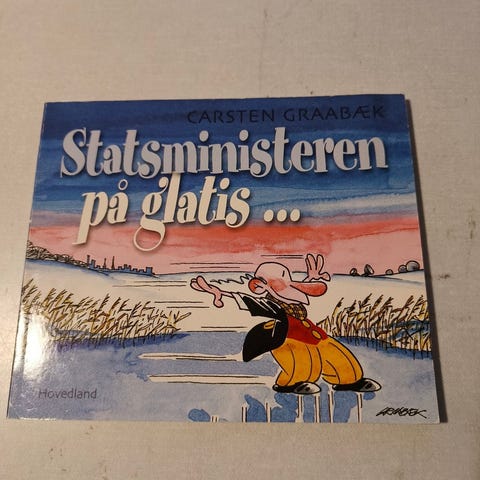 CARSTEN GRAABÆK
Statsministeren
på glatis ...
Hovedland
GRAABÆK